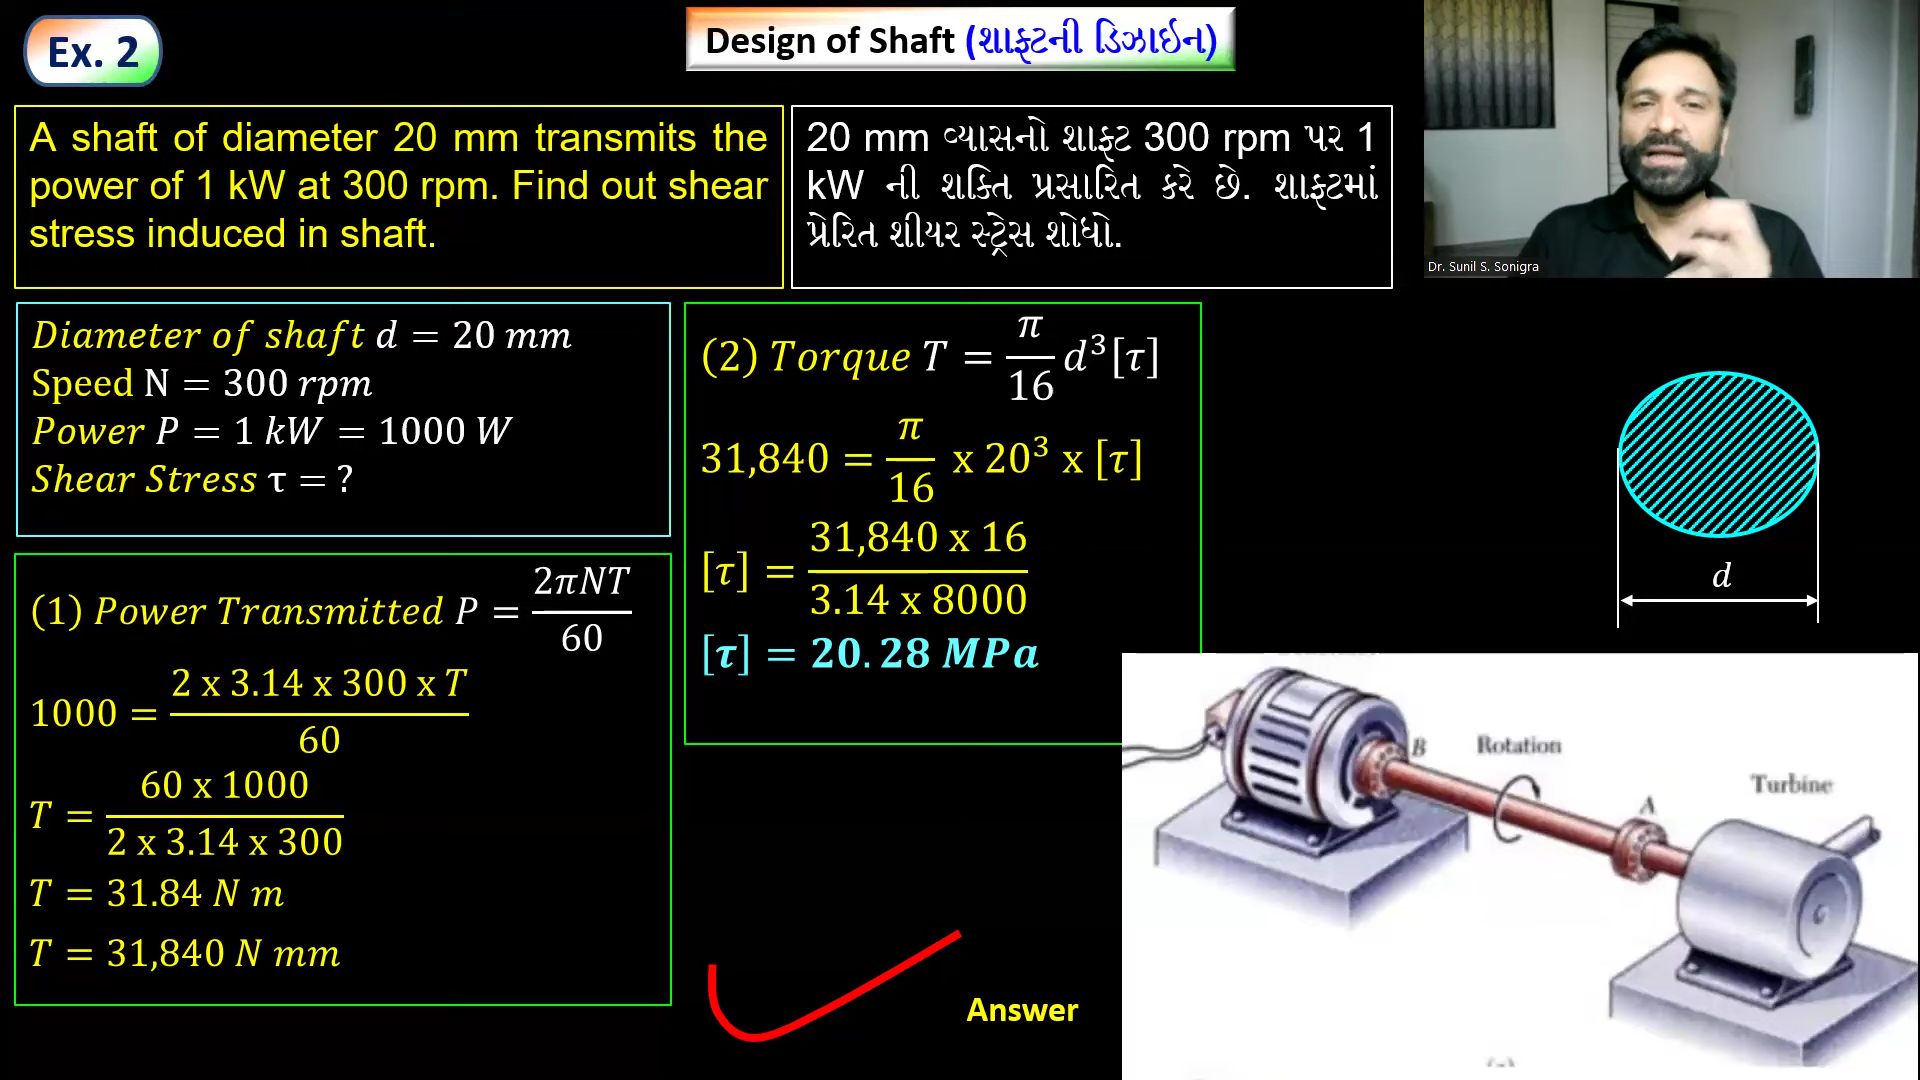 Ex. 2
Design of Shaft (શાફ્ટની ડિઝાઈન)
A shaft of diameter 20 mm transmits the
power of 1 kW at 300 rpm. Find out shear
stress induced in shaft.
20 mm વ્યાસનો શાફ્ટ 300 rpm પર 1
kW ની શક્તિ પ્રસારિત કરે છે. શાફ્ટમાં
પ્રેરિત શીયર સ્ટ્રેસ શોધો.
Dr. Sunil S. Sonigra
Diameter of shaft d = 20 mm
Speed N = 300 rpm
Power P = 1 kW = 1000 W
Shear Stress τ = ?
(1) Power Transmitted P = 2πNT/60
1000 = 2 x 3.14 x 300 x T/60
T = 60 x 1000/2 x 3.14 x 300
T = 31.84 N m
T = 31,840 N mm
(2) Torque T = π/16 d³[τ]
31,840 = π/16 x 20³ x [τ]
[τ] = 31,840 x 16/3.14 x 8000
[τ] = 20.28 MPa
Answer
d
B
Rotation
A
Turbine